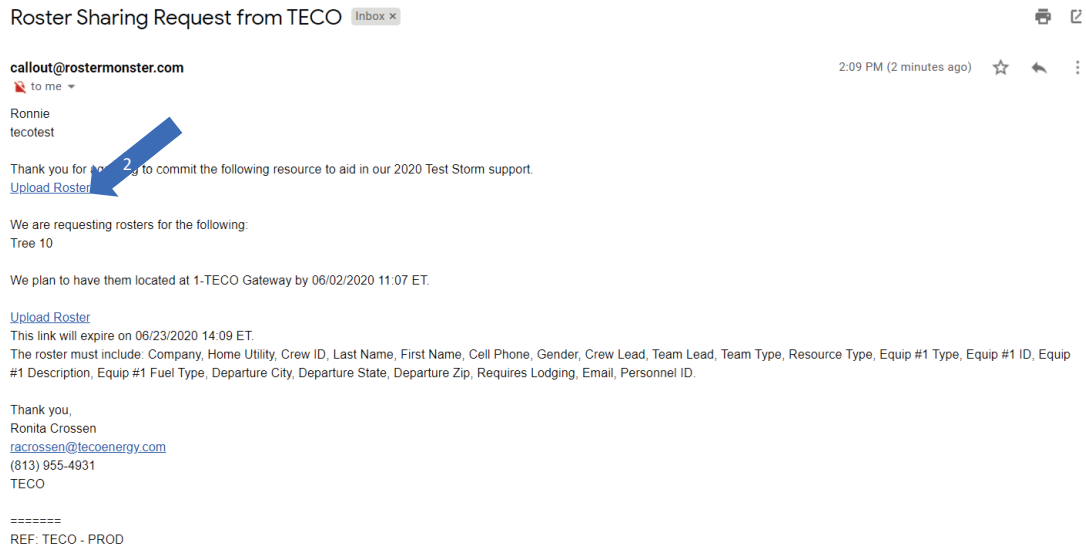 Roster Sharing Request from TECO Inbox ×
callout@rostermonster.com 2:09 PM (2 minutes ago)
to me
Ronnie
tecotest
2
Thank you for to commit the following resource to aid in our 2020 Test Storm support.
Upload Roster
We are requesting rosters for the following:
Tree 10
We plan to have them located at 1-TECO Gateway by 06/02/2020 11:07 ET.
Upload Roster
This link will expire on 06/23/2020 14:09 ET.
The roster must include: Company, Home Utility, Crew ID, Last Name, First Name, Cell Phone, Gender, Crew Lead, Team Lead, Team Type, Resource Type, Equip #1 Type, Equip #1 ID, Equip
#1 Description, Equip #1 Fuel Type, Departure City, Departure State, Departure Zip, Requires Lodging, Email, Personnel ID.
Thank you,
Ronita Crossen
racrossen@tecoenergy.com
(813) 955-4931
TECO
=======
REF: TECO - PROD